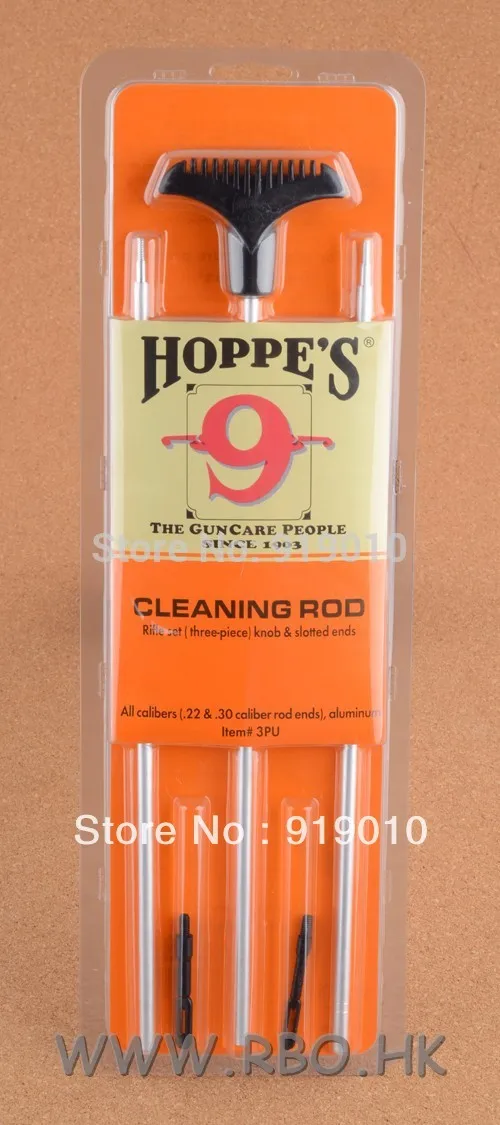 HOPPE'S ®
9
THE GUNCARE PEOPLE
SINCE 1903
Store No: 919010
CLEANING ROD
Rifle set (three-piece) knob & slotted ends
All calibers (.22 & .30 caliber rod ends), aluminum
Item# 3PU
Store No : 919010
WWW.RBO.HK